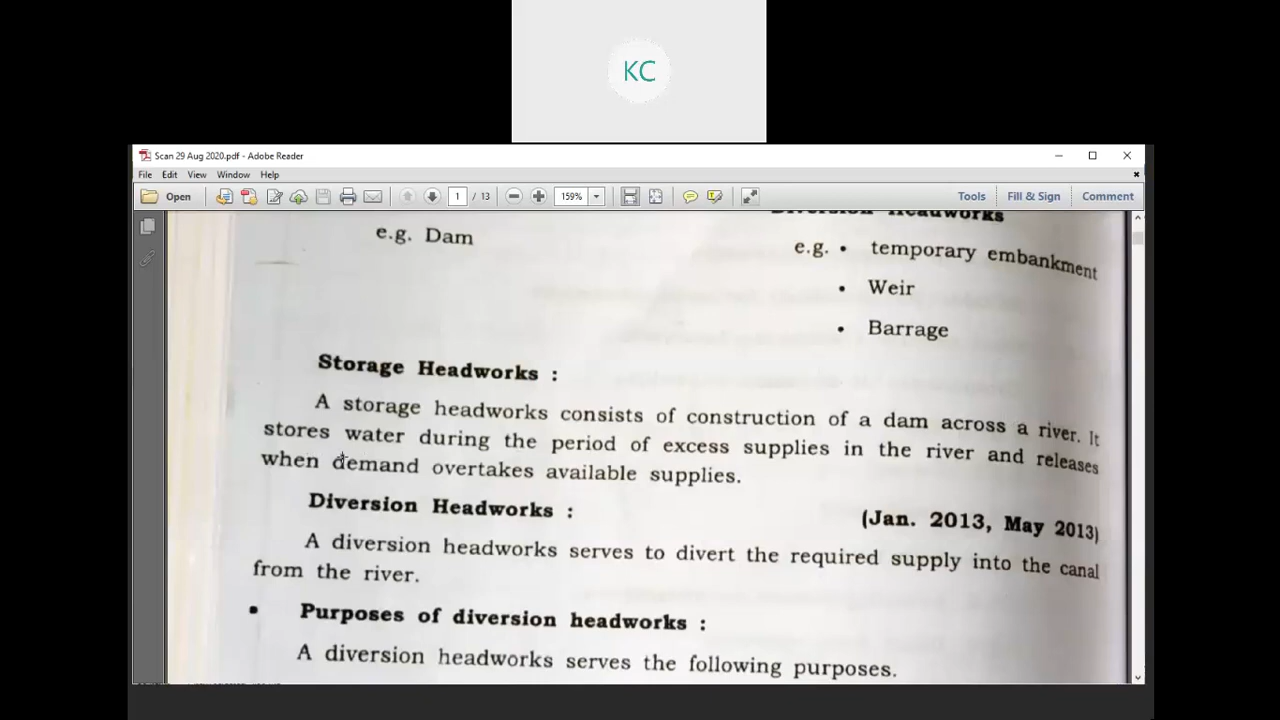 KC
Scan 29 Aug 2020.pdf - Adobe Reader
File Edit View Window Help
Open 1 / 13 159% Tools Fill & Sign Comment
Diversion Headworks
e.g. Dam
e.g. • temporary embankment
• Weir
• Barrage
Storage Headworks :
A storage headworks consists of construction of a dam across a river. It
stores water during the period of excess supplies in the river and releases
when demand overtakes available supplies.
Diversion Headworks :
(Jan. 2013, May 2013)
A diversion headworks serves to divert the required supply into the canal
from the river.
• Purposes of diversion headworks :
A diversion headworks serves the following purposes.